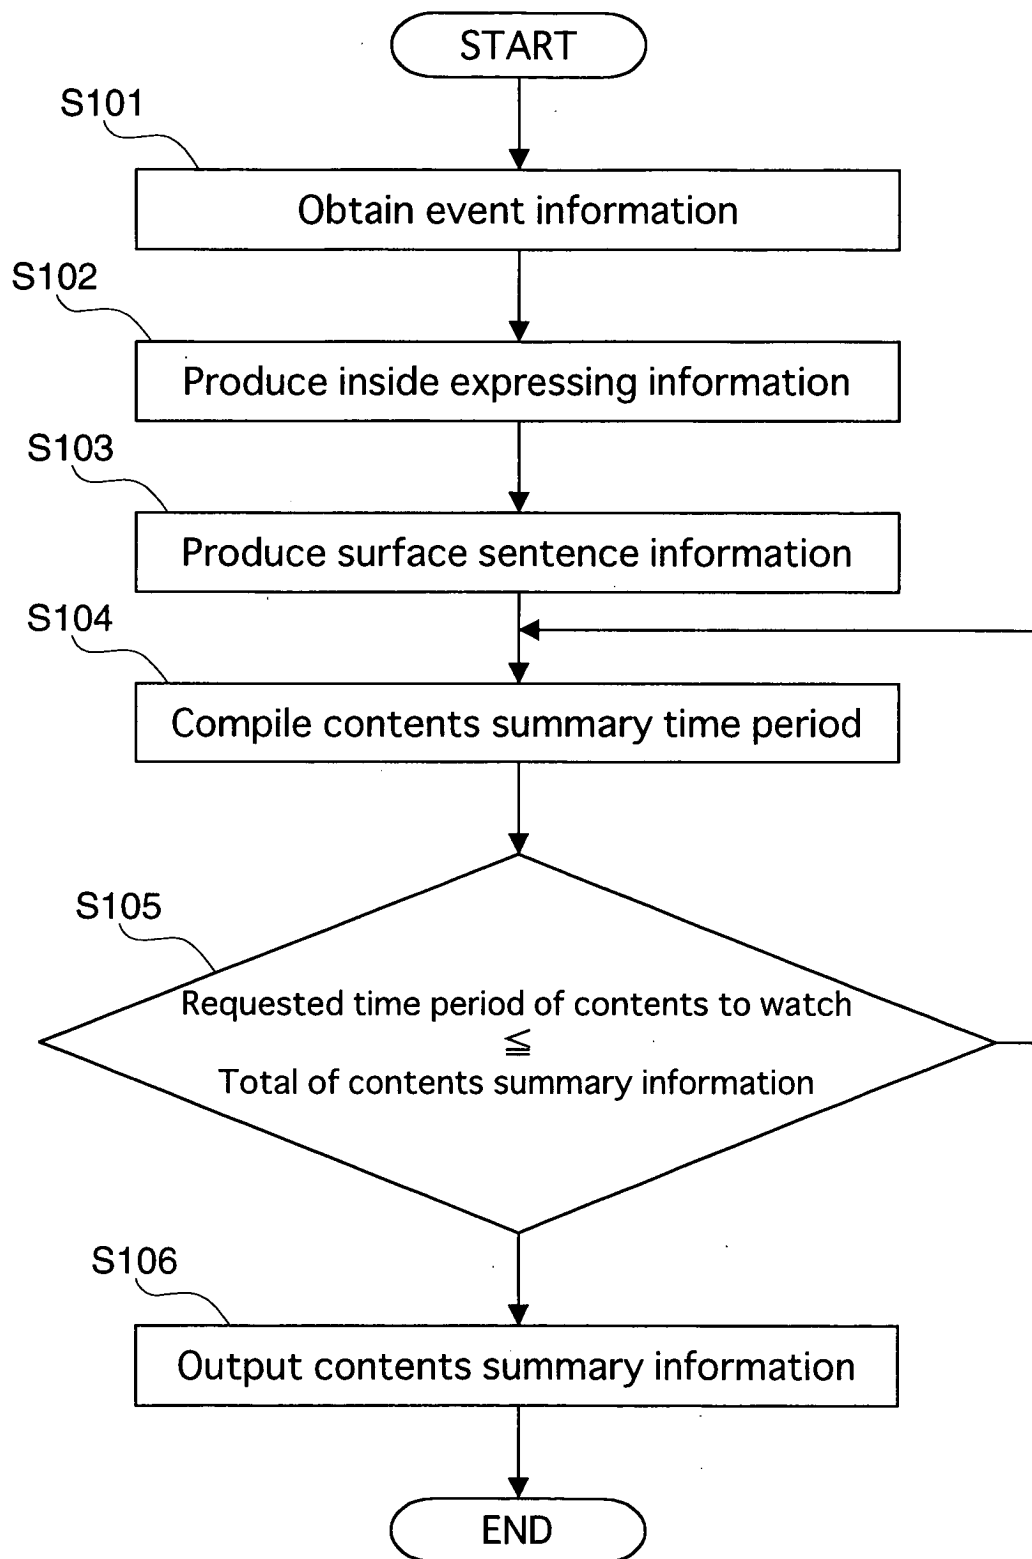 START
S101
Obtain event information
S102
Produce inside expressing information
S103
Produce surface sentence information
S104
Compile contents summary time period
S105
Requested time period of contents to watch
≦
Total of contents summary information
S106
Output contents summary information
END